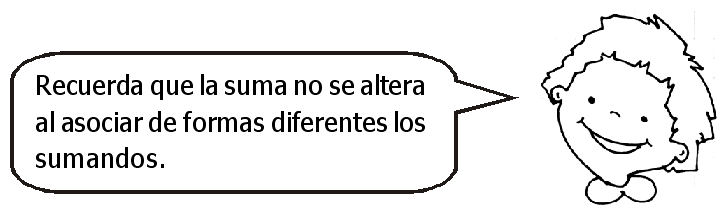 Recuerda que la suma no se altera
al asociar de formas diferentes los
sumandos.